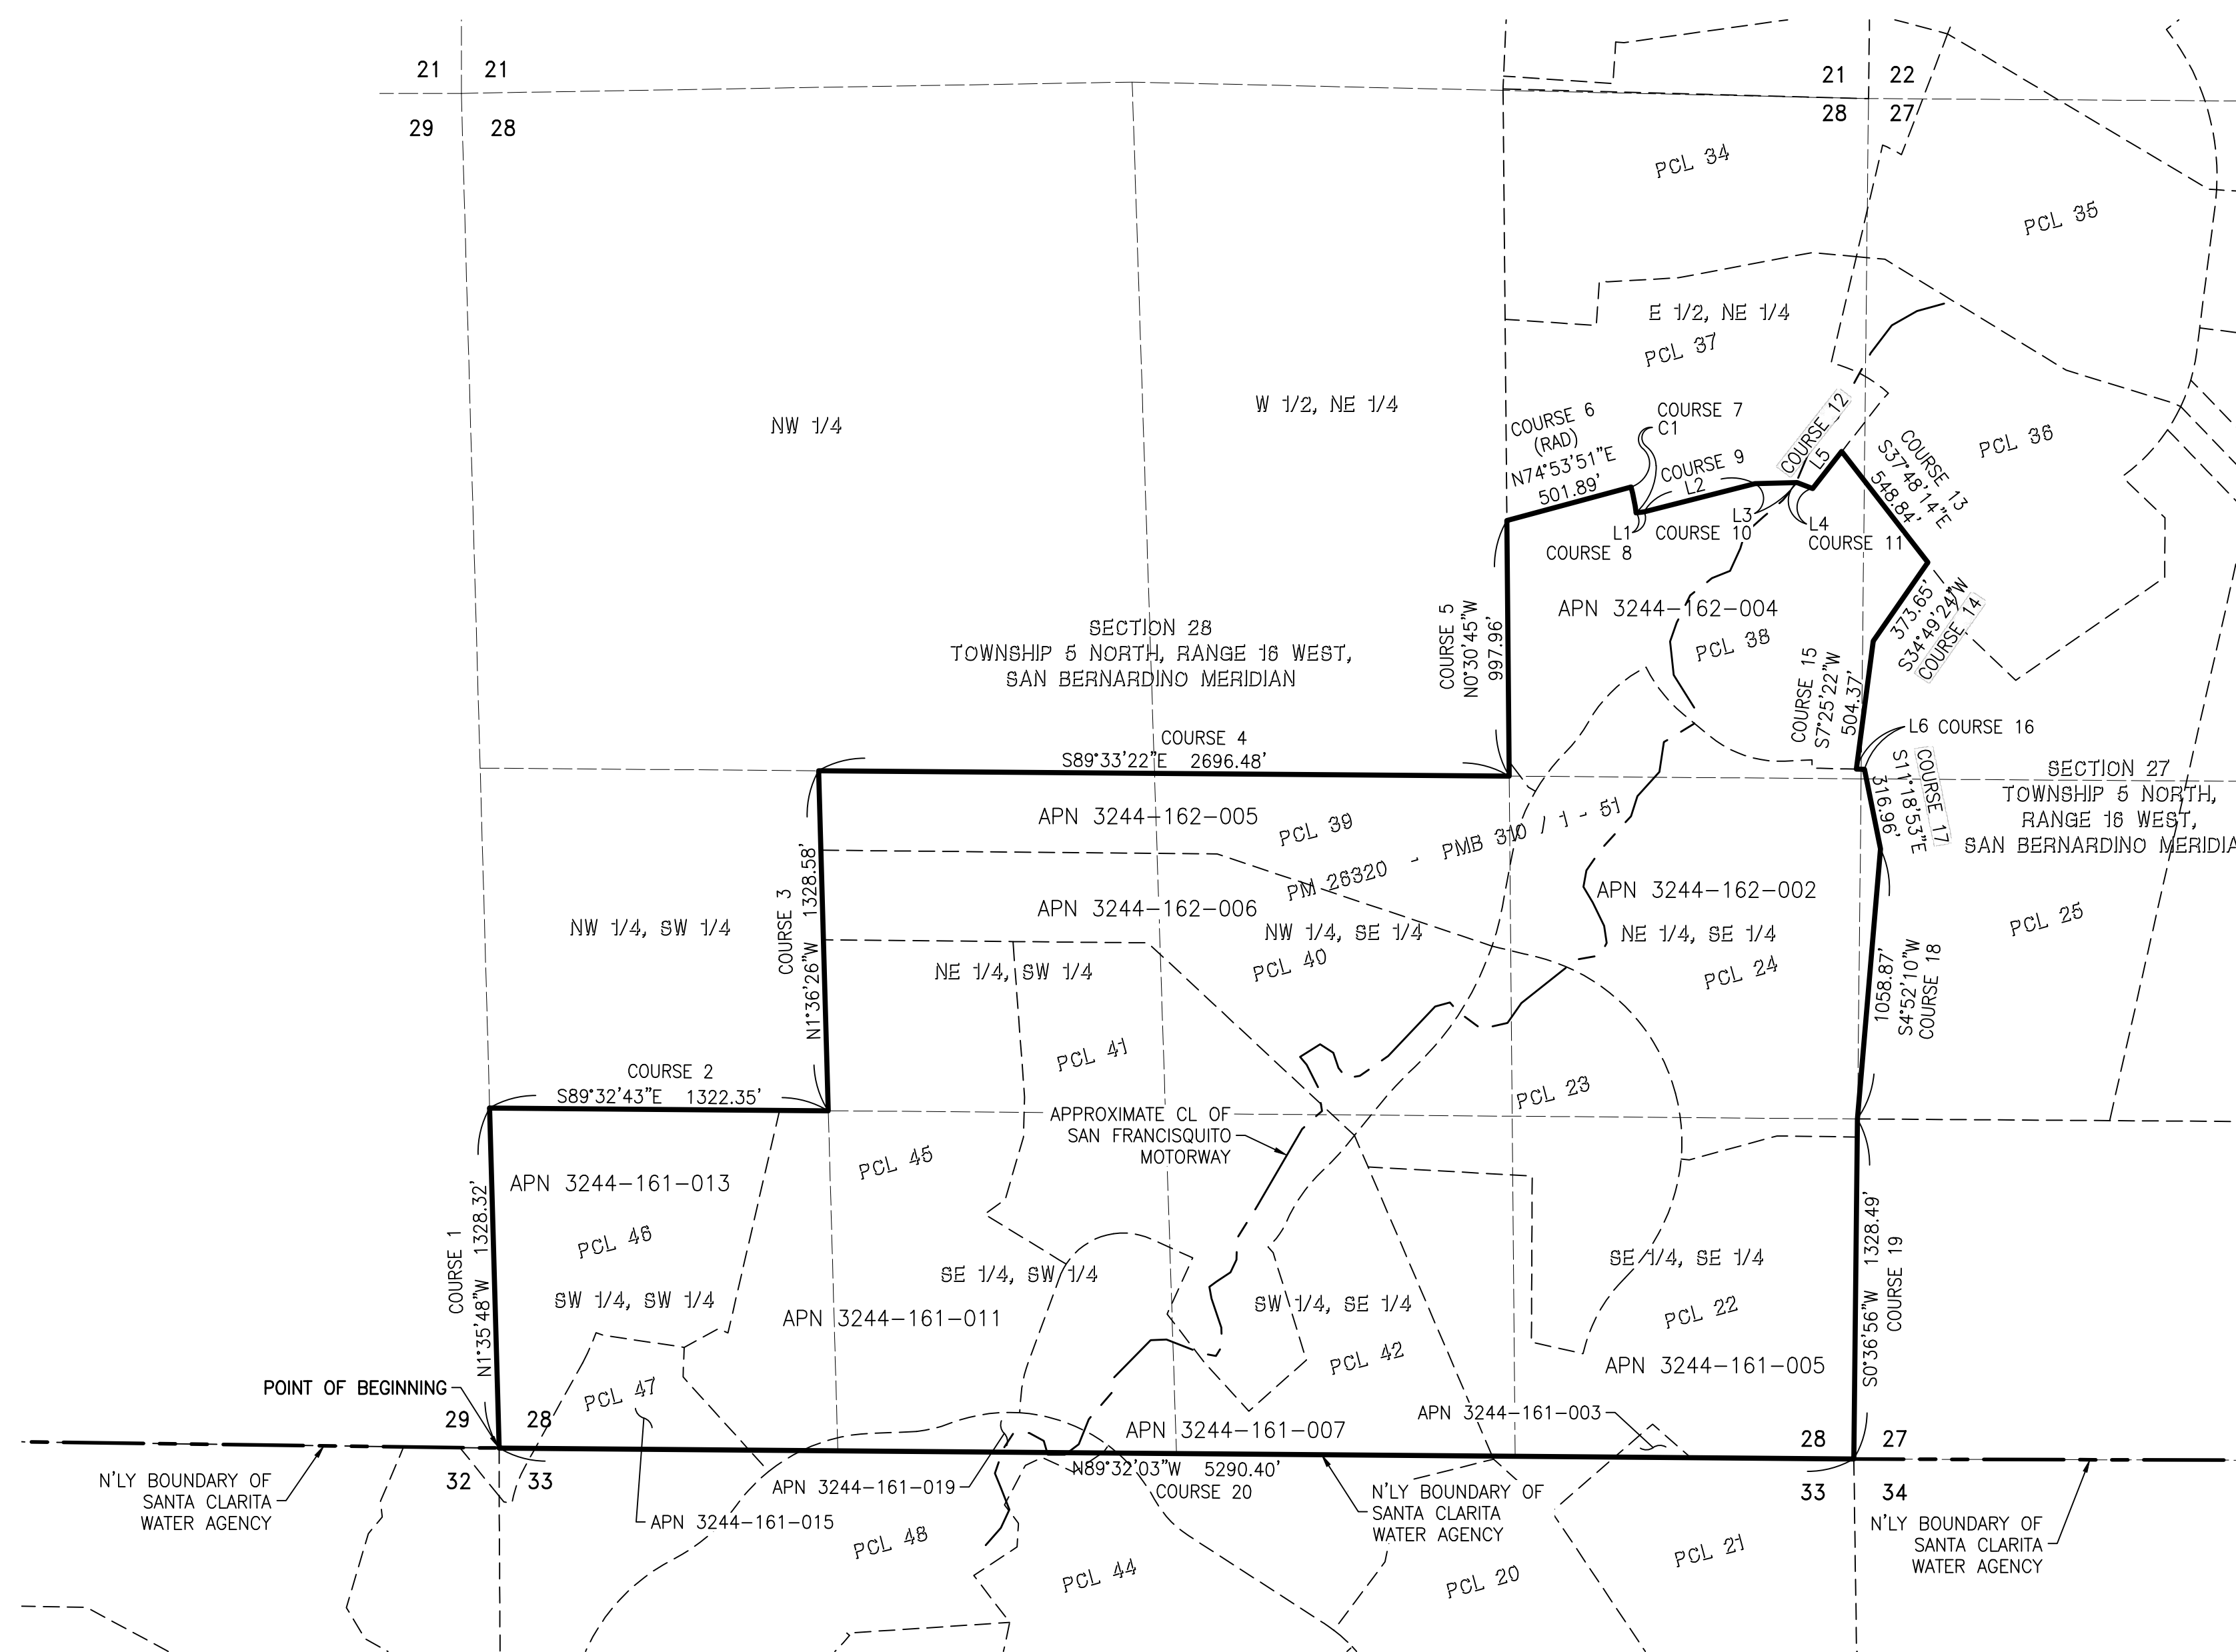 21 21
21 22
29 28
28 27
PCL 34
PCL 35
E 1/2, NE 1/4
PCL 37
W 1/2, NE 1/4
NW 1/4
COURSE 6
(RAD)
N74°53'51"E
501.89'
COURSE 7
C1
COURSE 9
L2
COURSE 12
L5
COURSE 13
S37°48'14"E
548.84'
PCL 36
L1
COURSE 8
L3
COURSE 10
L4
COURSE 11
APN 3244-162-004
PCL 38
373.65'
S34°49'24"W
COURSE 14
SECTION 28
TOWNSHIP 5 NORTH, RANGE 16 WEST,
SAN BERNARDINO MERIDIAN
COURSE 5
N0°30'45"W
997.96'
COURSE 15
S7°25'22"W
504.37'
L6 COURSE 16
COURSE 4
S89°33'22"E 2696.48'
COURSE 17
S11°18'53"E
316.96'
SECTION 27
TOWNSHIP 5 NORTH,
RANGE 16 WEST,
SAN BERNARDINO MERIDIA
APN 3244-162-005
PCL 39
PM 26320 - PMB 310 / 1 - 51
COURSE 3
N1°36'26"W 1328.58'
APN 3244-162-006
APN 3244-162-002
NW 1/4, SW 1/4
NW 1/4, SE 1/4
NE 1/4, SE 1/4
PCL 25
NE 1/4, SW 1/4
PCL 40
PCL 24
1058.87'
S4°52'10"W
COURSE 18
PCL 41
COURSE 2
S89°32'43"E 1322.35'
PCL 23
APPROXIMATE CL OF
SAN FRANCISQUITO
MOTORWAY
PCL 45
APN 3244-161-013
PCL 46
COURSE 1
N1°35'48"W 1328.32'
SW 1/4, SW 1/4
SE 1/4, SW 1/4
APN 3244-161-011
SW 1/4, SE 1/4
SE 1/4, SE 1/4
PCL 22
S0°36'56"W 1328.49'
COURSE 19
PCL 42
APN 3244-161-005
POINT OF BEGINNING
PCL 47
29 28
APN 3244-161-007
APN 3244-161-003
28 27
32 33
N89°32'03"W 5290.40'
COURSE 20
33 34
APN 3244-161-019
APN 3244-161-015
N'LY BOUNDARY OF
SANTA CLARITA
WATER AGENCY
N'LY BOUNDARY OF
SANTA CLARITA
WATER AGENCY
N'LY BOUNDARY OF
SANTA CLARITA
WATER AGENCY
PCL 48
PCL 44
PCL 20
PCL 21